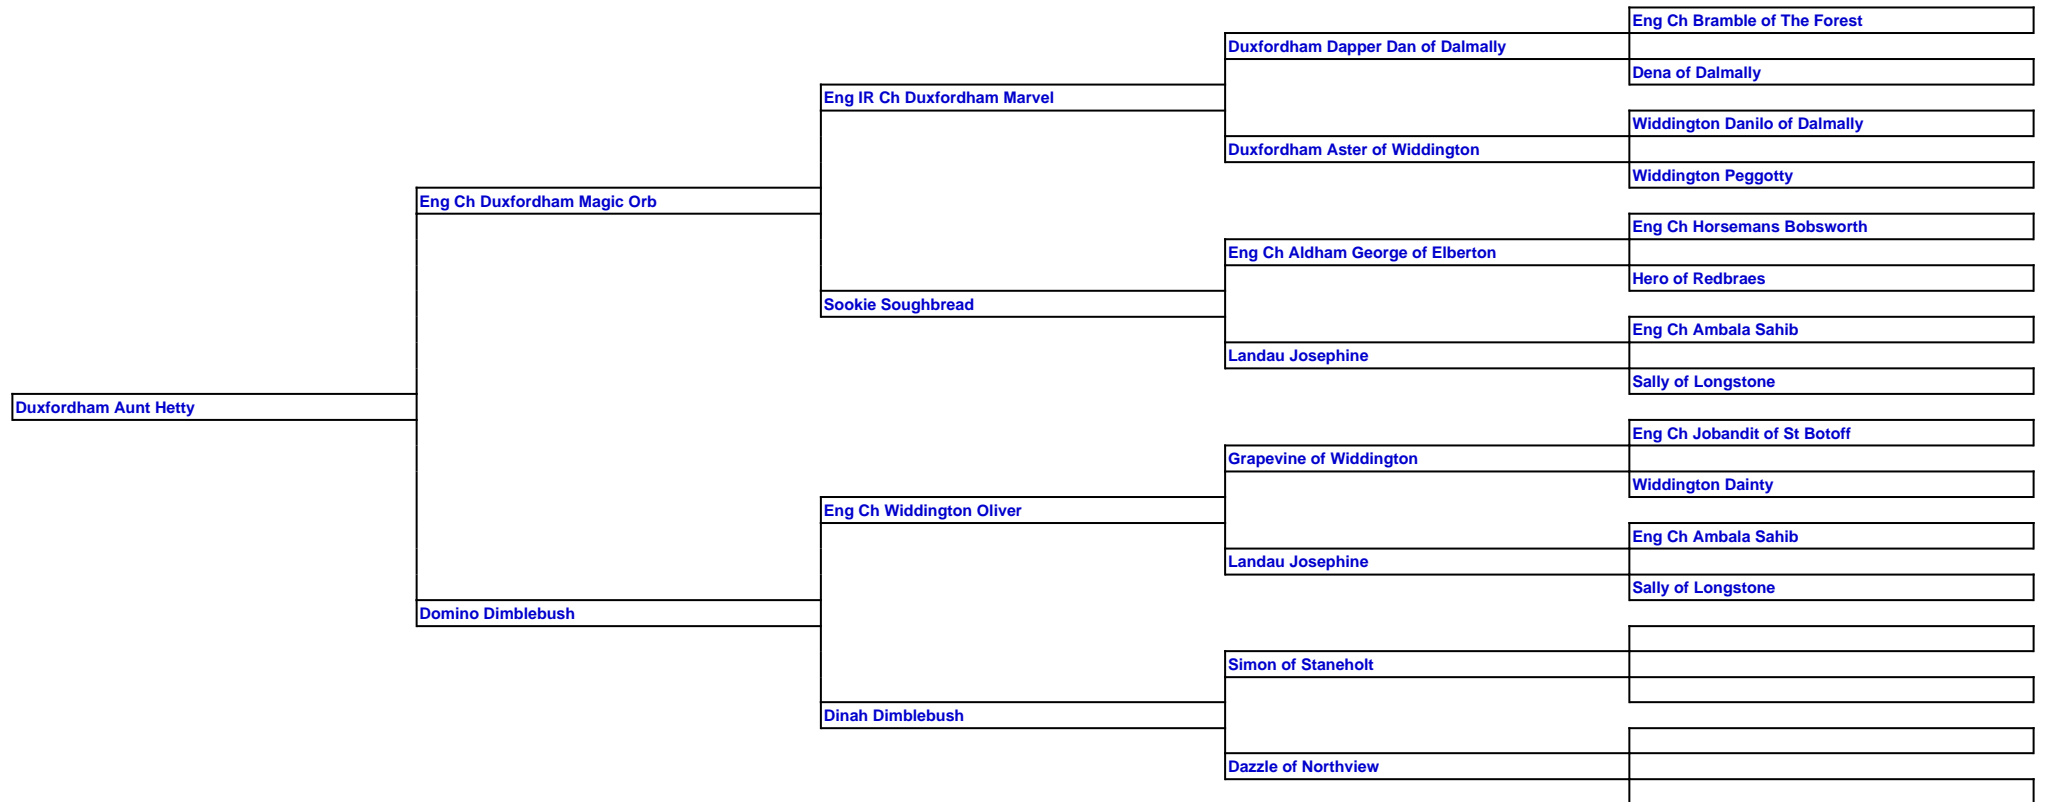 Eng Ch Bramble of The Forest
Duxfordham Dapper Dan of Dalmally
Dena of Dalmally
Eng IR Ch Duxfordham Marvel
Widdington Danilo of Dalmally
Duxfordham Aster of Widdington
Widdington Peggotty
Eng Ch Duxfordham Magic Orb
Eng Ch Horsemans Bobsworth
Eng Ch Aldham George of Elberton
Hero of Redbraes
Sookie Soughbread
Eng Ch Ambala Sahib
Landau Josephine
Sally of Longstone
Duxfordham Aunt Hetty
Eng Ch Jobandit of St Botoff
Grapevine of Widdington
Widdington Dainty
Eng Ch Widdington Oliver
Eng Ch Ambala Sahib
Landau Josephine
Sally of Longstone
Domino Dimblebush
Simon of Staneholt
Dinah Dimblebush
Dazzle of Northview